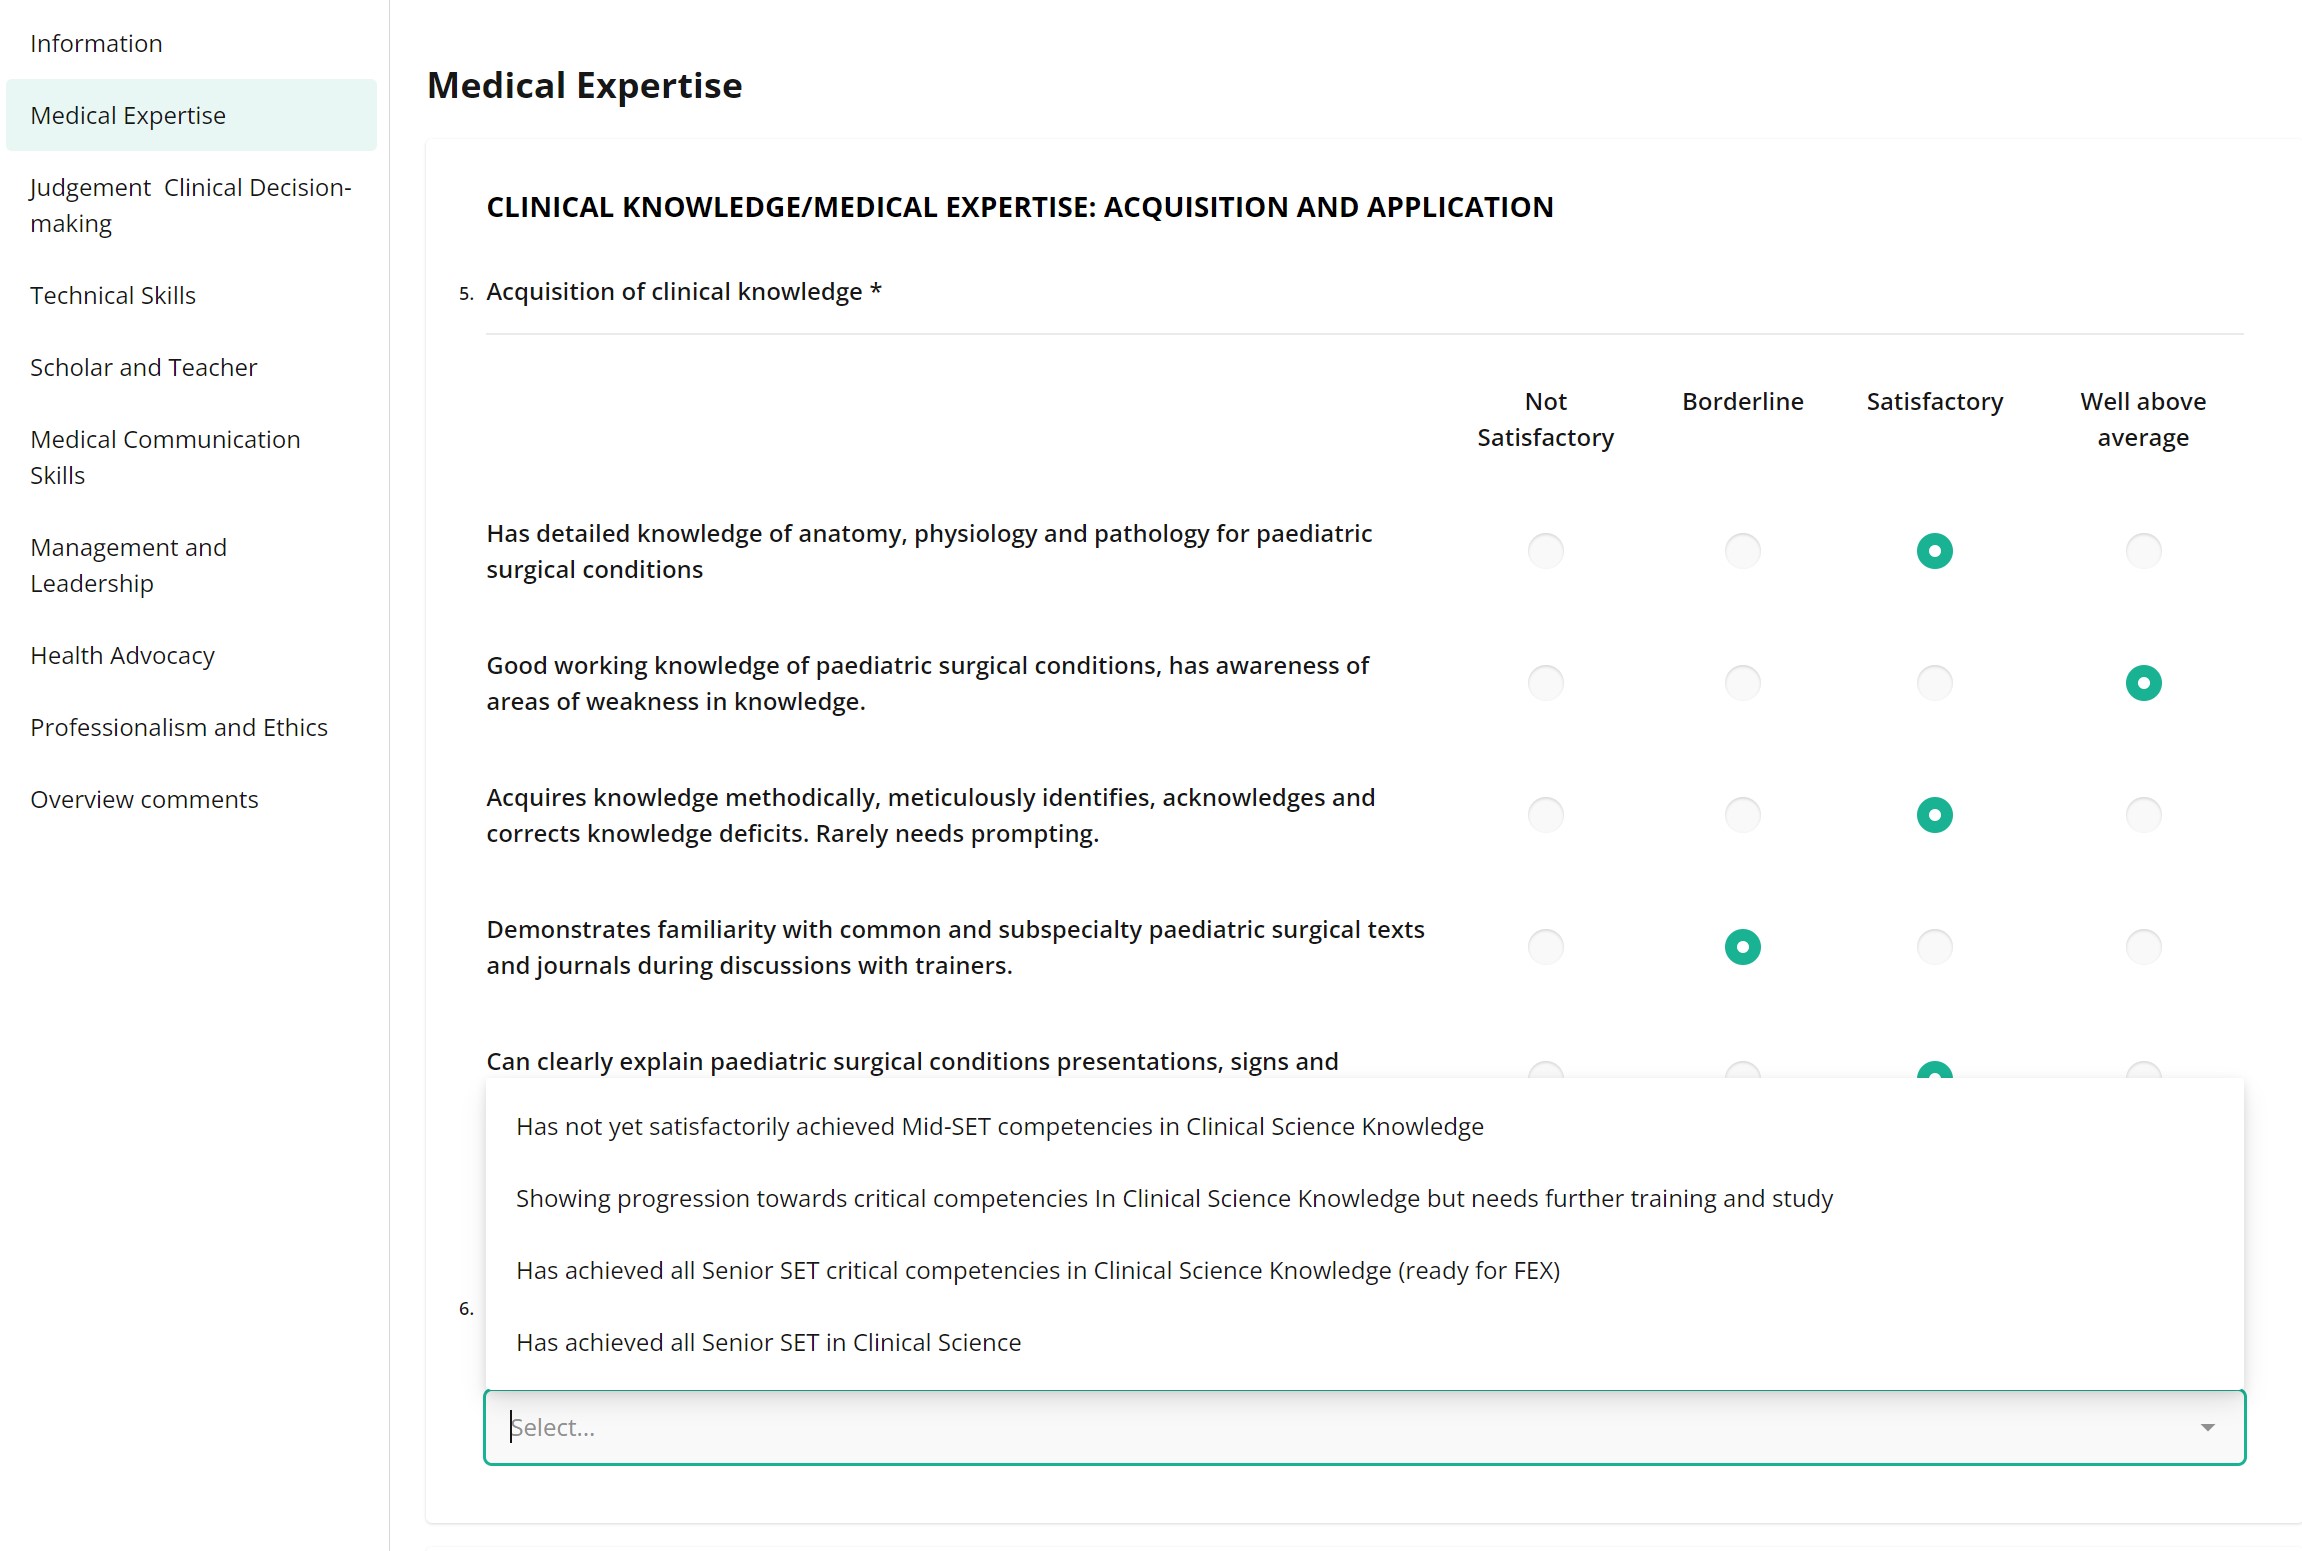 Information
Medical Expertise
Judgement  Clinical Decision-
making
Technical Skills
Scholar and Teacher
Medical Communication
Skills
Management and
Leadership
Health Advocacy
Professionalism and Ethics
Overview comments
Medical Expertise
CLINICAL KNOWLEDGE/MEDICAL EXPERTISE: ACQUISITION AND APPLICATION
5. Acquisition of clinical knowledge *
Not Satisfactory
Borderline
Satisfactory
Well above average
Has detailed knowledge of anatomy, physiology and pathology for paediatric
surgical conditions
Good working knowledge of paediatric surgical conditions, has awareness of
areas of weakness in knowledge.
Acquires knowledge methodically, meticulously identifies, acknowledges and
corrects knowledge deficits. Rarely needs prompting.
Demonstrates familiarity with common and subspecialty paediatric surgical texts
and journals during discussions with trainers.
Can clearly explain paediatric surgical conditions presentations, signs and
Has not yet satisfactorily achieved Mid-SET competencies in Clinical Science Knowledge
Showing progression towards critical competencies In Clinical Science Knowledge but needs further training and study
Has achieved all Senior SET critical competencies in Clinical Science Knowledge (ready for FEX)
6.
Has achieved all Senior SET in Clinical Science
Select...